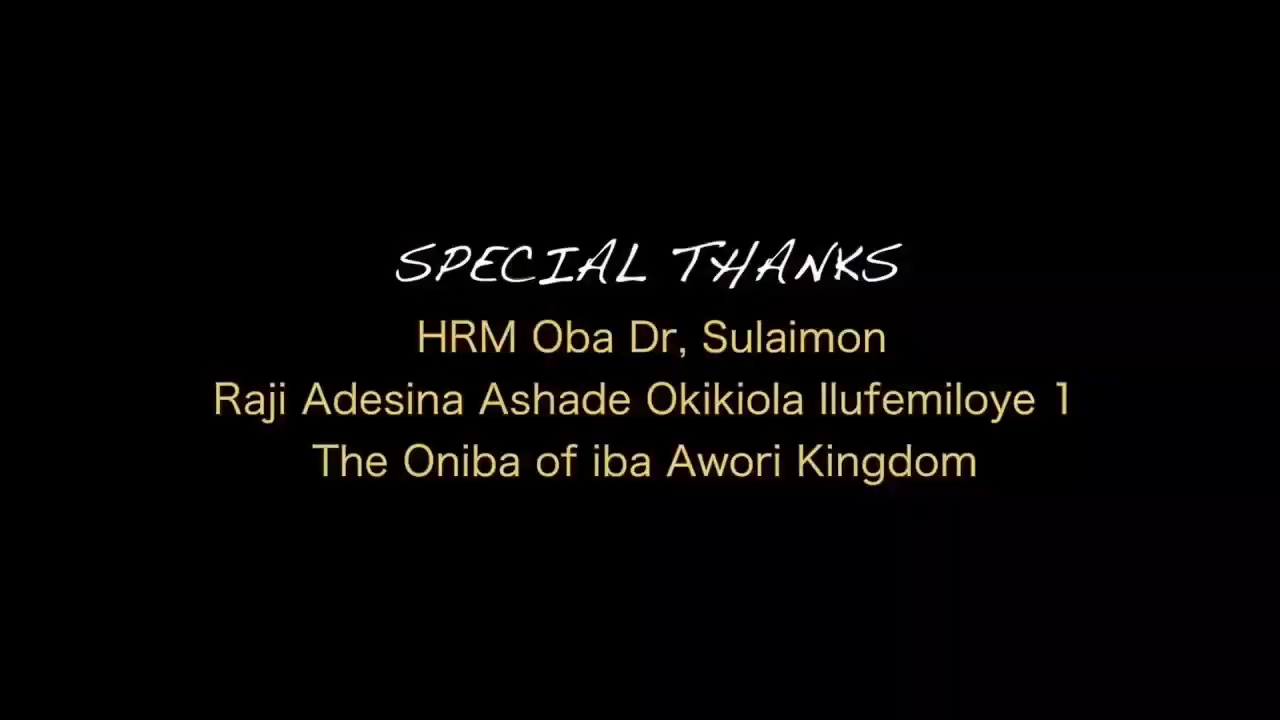 SPECIAL THANKS
HRM Oba Dr, Sulaimon
Raji Adesina Ashade Okikiola Ilufemiloye 1
The Oniba of iba Awori Kingdom